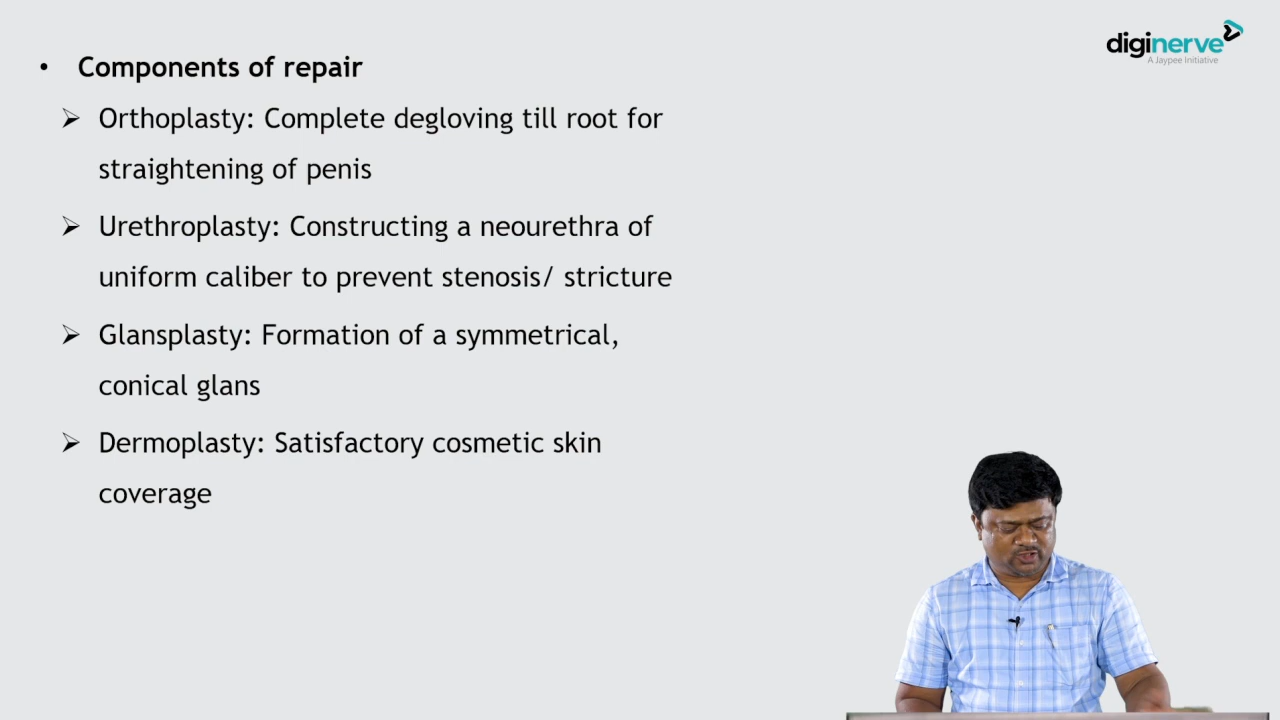 diginerve
A Jaypee Initiative
• Components of repair
➢ Orthoplasty: Complete degloving till root for
straightening of penis
➢ Urethroplasty: Constructing a neourethra of
uniform caliber to prevent stenosis/ stricture
➢ Glansplasty: Formation of a symmetrical,
conical glans
➢ Dermoplasty: Satisfactory cosmetic skin
coverage